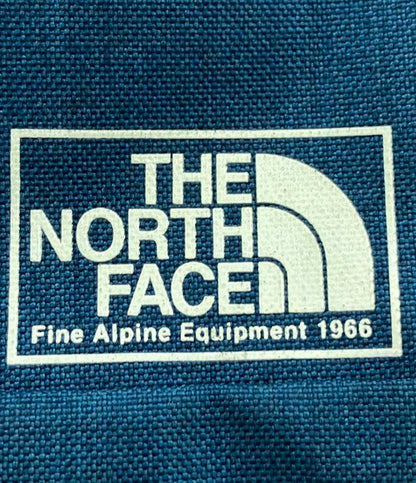 THE
NORTH
FACE
Fine Alpine Equipment 1966